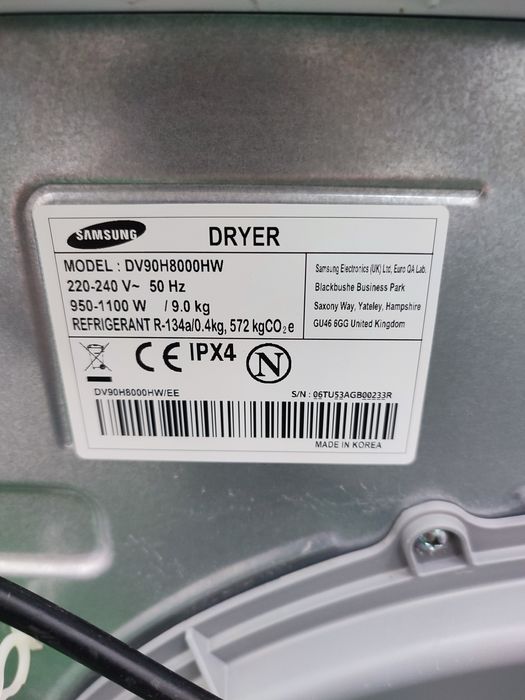 SAMSUNG
DRYER
MODEL : DV90H8000HW
220-240 V~ 50 Hz
950-1100 W / 9.0 kg
REFRIGERANT R-134a/0.4kg, 572 kgCO₂e
Samsung Electronics (UK) Ltd, Euro QA Lab.
Blackbushe Business Park
Saxony Way, Yateley, Hampshire
GU46 6GG United Kingdom
CE IPX4 N
DV90H8000HW/EE
S/N : 06TU53AGB00233R
MADE IN KOREA